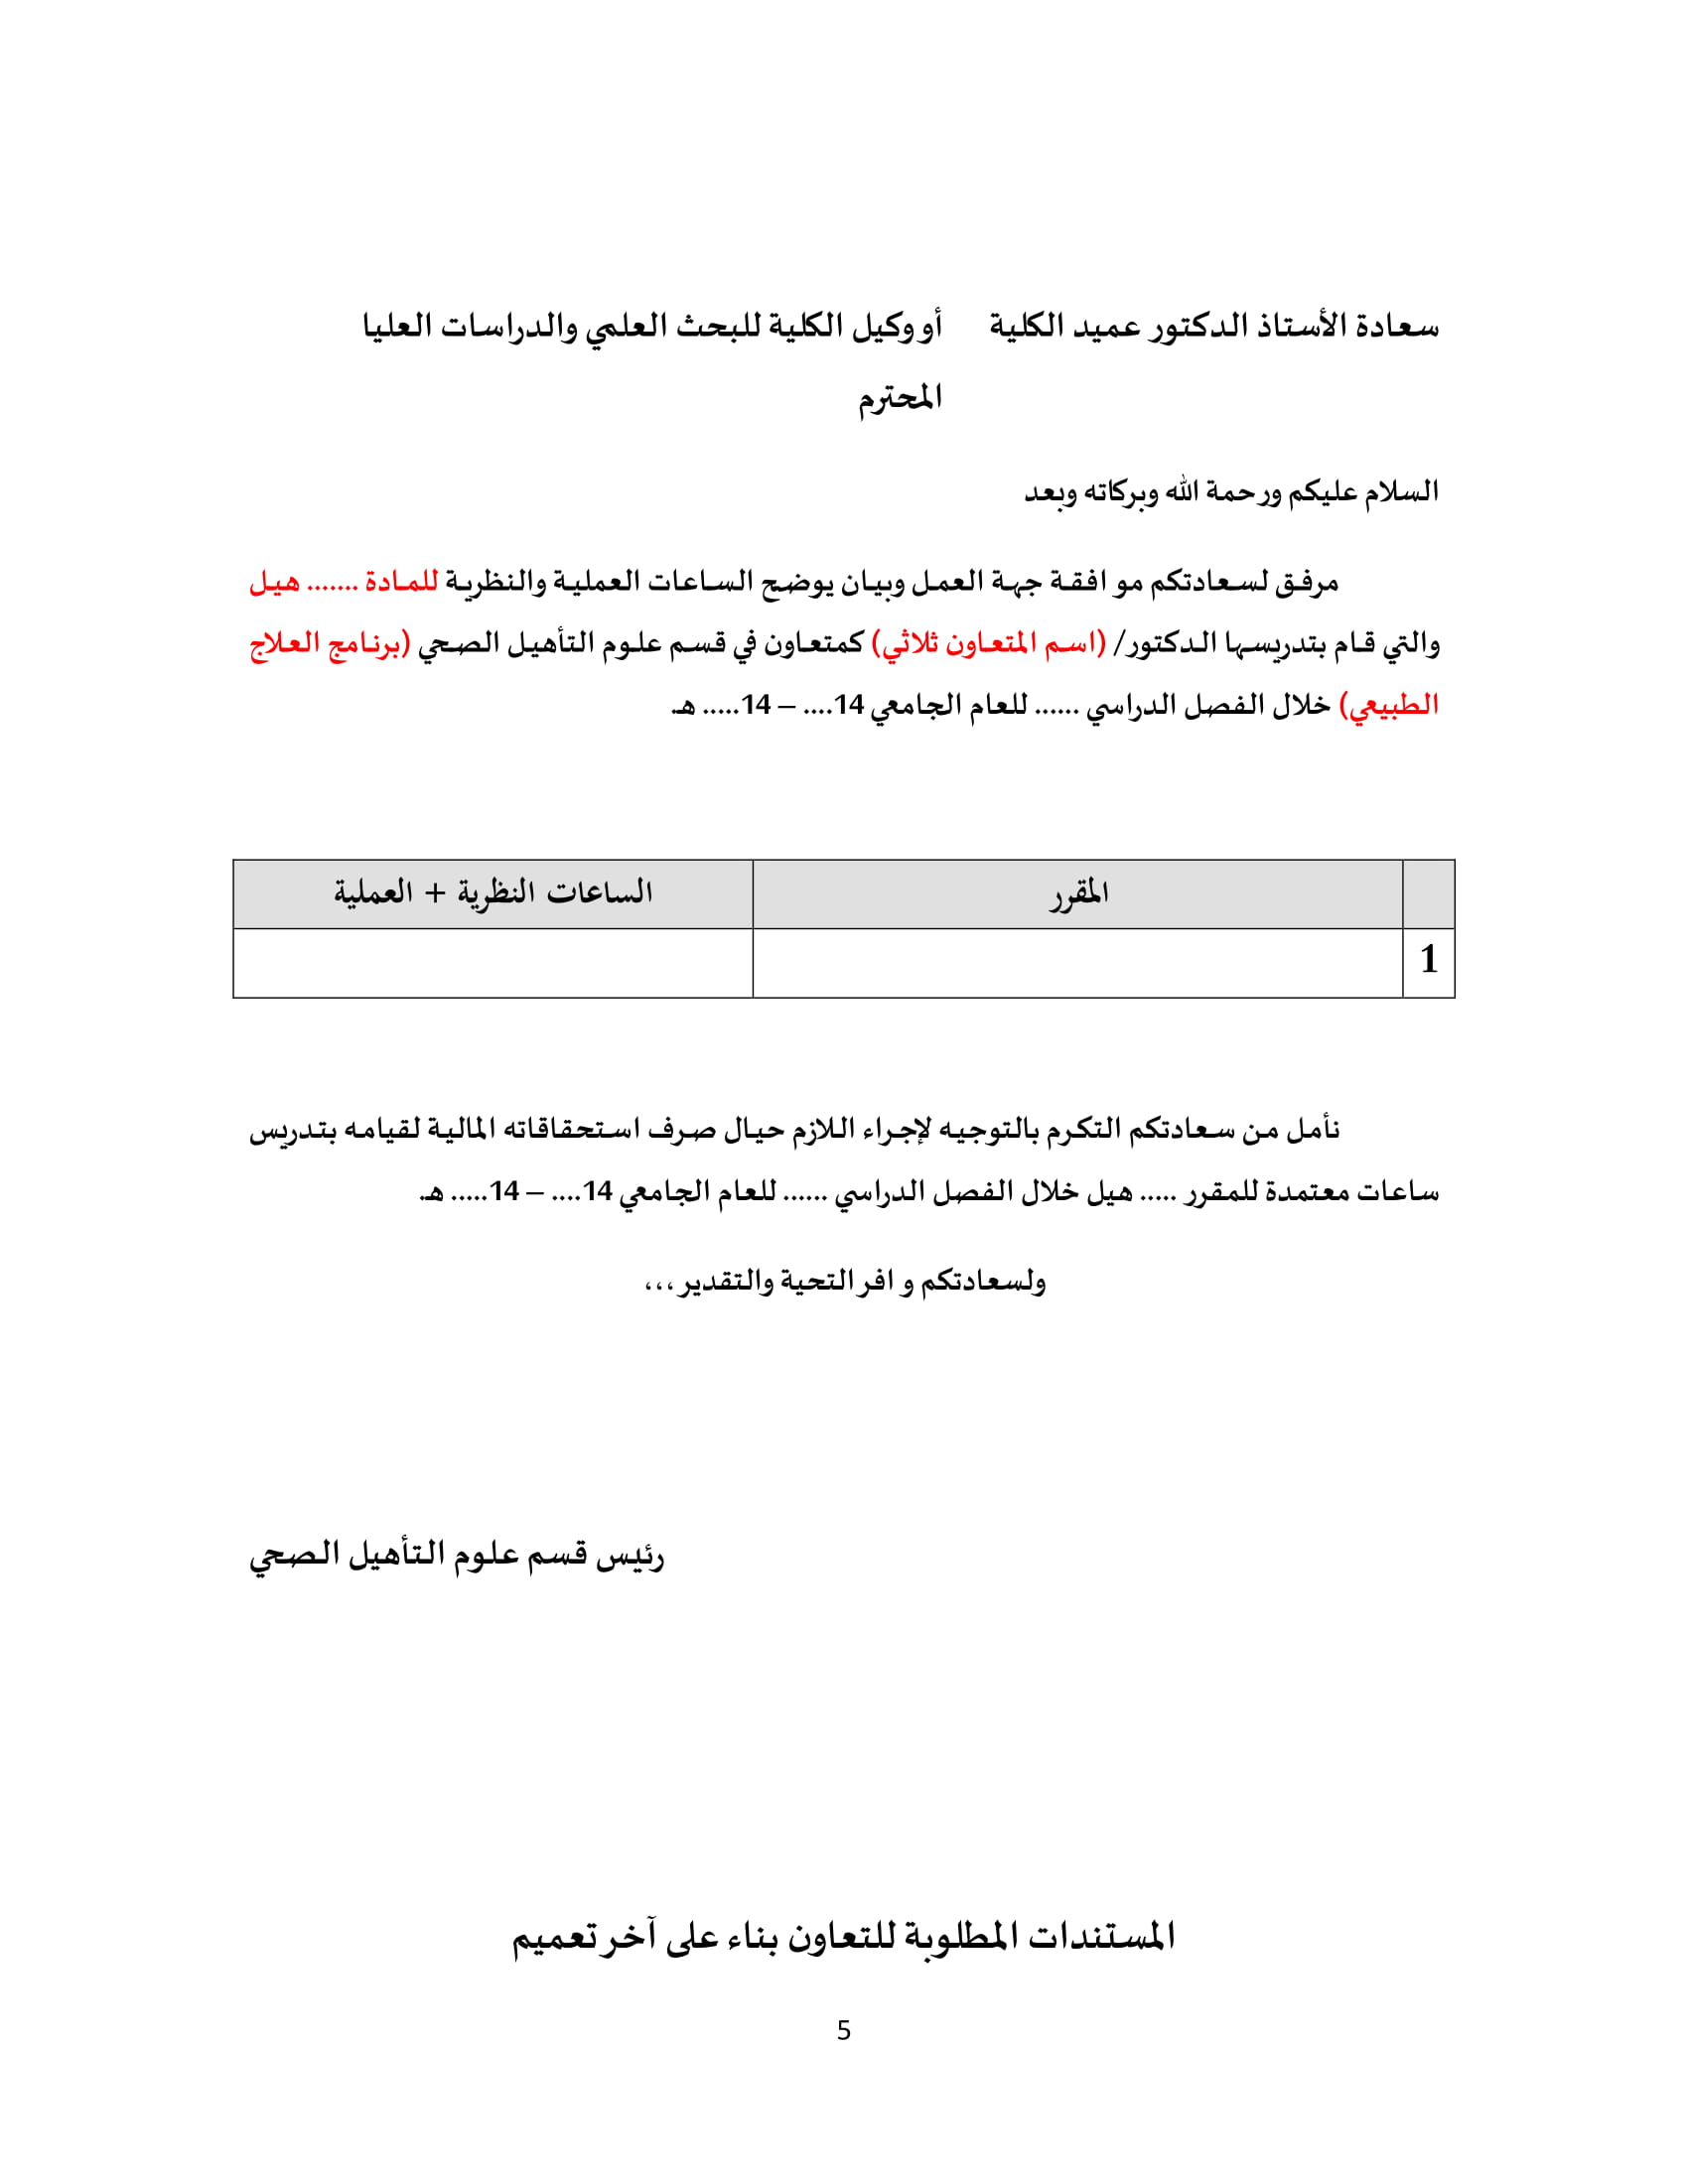 سعادة الأستاذ الدكتور عميد الكلية أو وكيل الكلية للبحث العلمي والدراسات العليا
المحترم
السلام عليكم ورحمة الله وبركاته وبعد
مرفق لسعادتكم موافقة جهة العمل وبيان يوضح الساعات العملية والنظرية للمادة ....... هيل
والتي قام بتدريسها الدكتور/ (اسم المتعاون ثلاثي) كمتعاون في قسم علوم التأهيل الصحي (برنامج العلاج
الطبيعي) خلال الفصل الدراسي ...... للعام الجامعي 14.... – 14..... هـ.
المقرر الساعات النظرية + العملية
1
نأمل من سعادتكم التكرم بالتوجيه لإجراء اللازم حيال صرف استحقاقاته المالية لقيامه بتدريس
ساعات معتمدة للمقرر ..... هيل خلال الفصل الدراسي ...... للعام الجامعي 14.... – 14..... هـ.
ولسعادتكم وافر التحية والتقدير،،،
رئيس قسم علوم التأهيل الصحي
المستندات المطلوبة للتعاون بناء على آخر تعميم
5